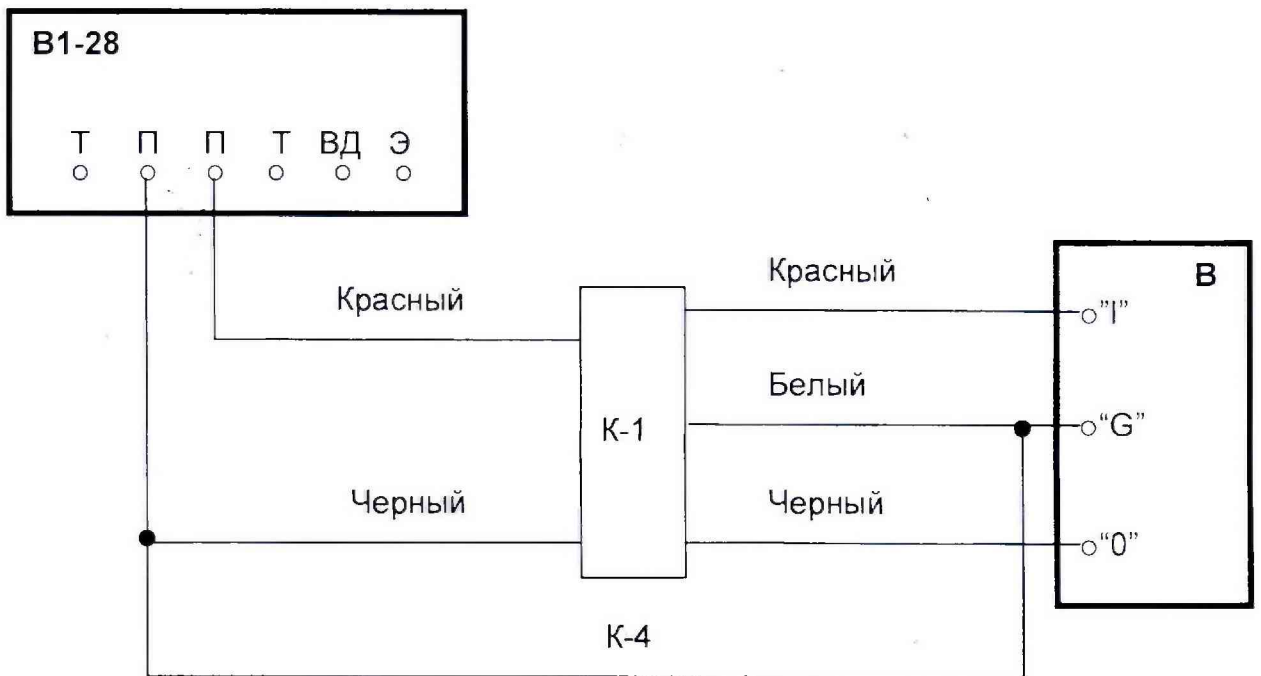 В1-28
Т П П Т ВД Э
Красный
Красный
В
"I"
Белый
К-1
"G"
Черный
Черный
"0"
К-4